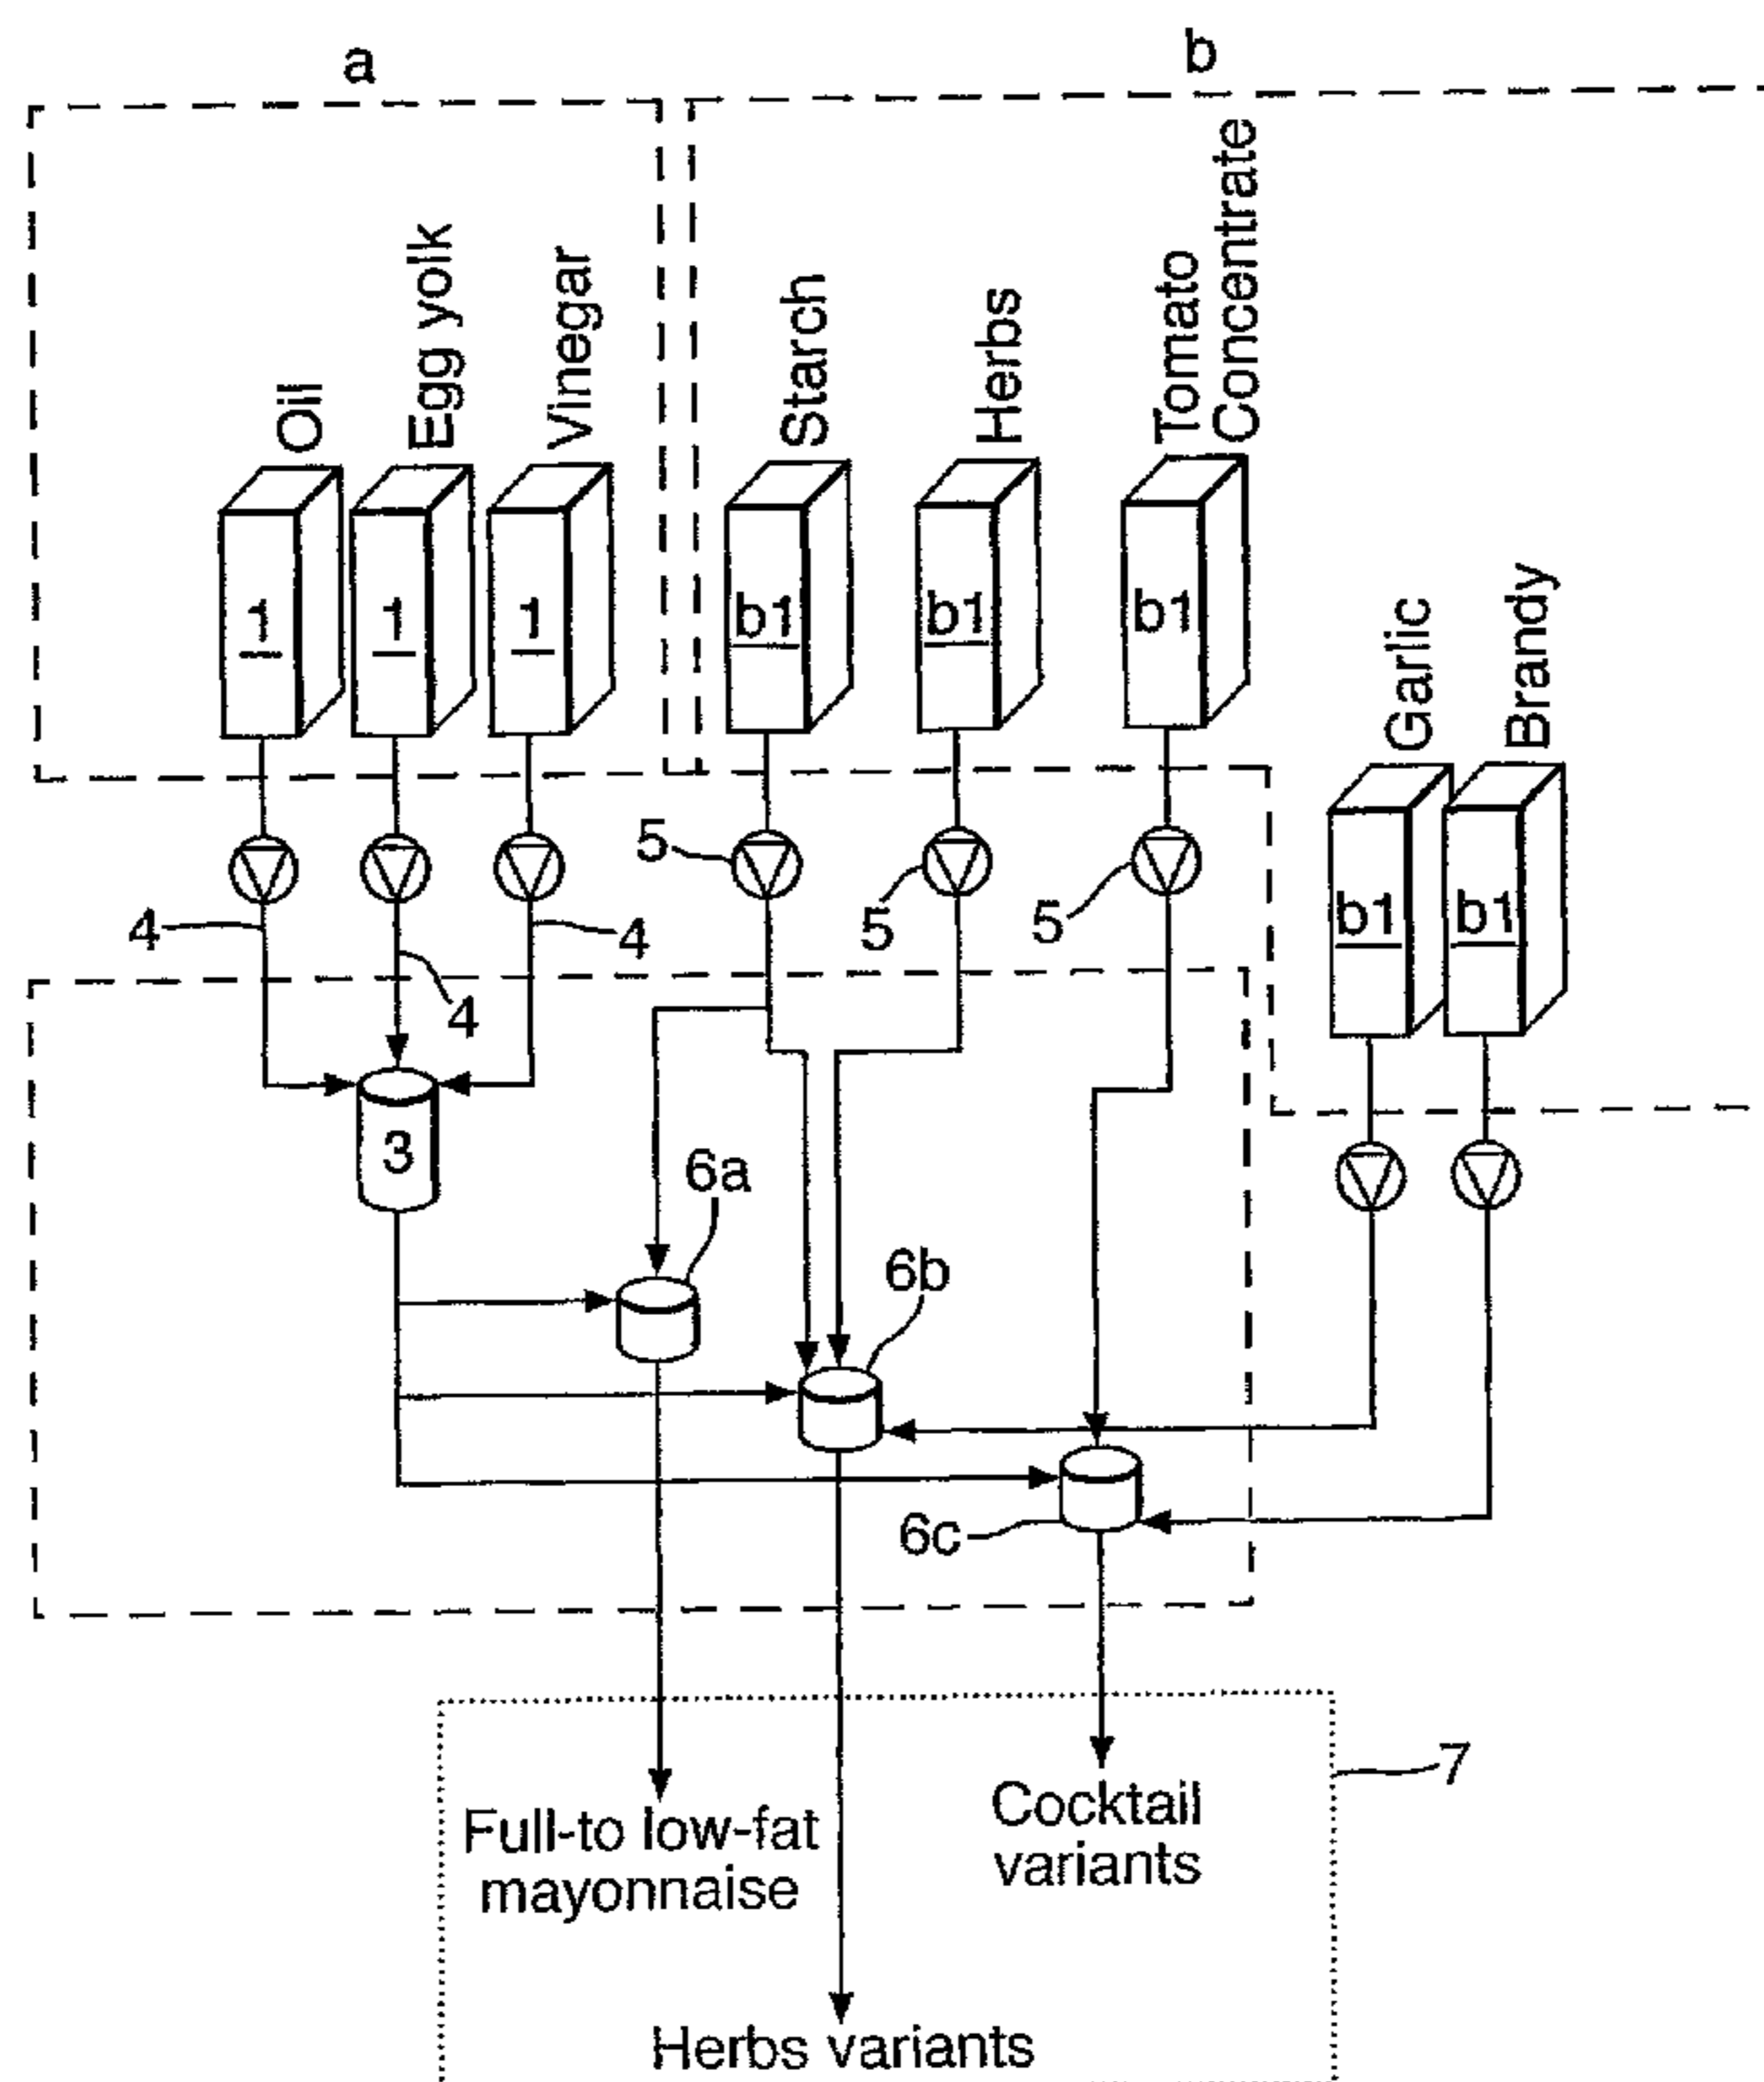 a
b
Oil
Egg yolk
Vinegar
Starch
Herbs
Tomato
Concentrate
Garlic
Brandy
1
1
1
b1
b1
b1
b1
b1
5
5
5
4
4
4
3
6a
6b
6c
7
Full-to low-fat
mayonnaise
Cocktail
variants
Herbs variants